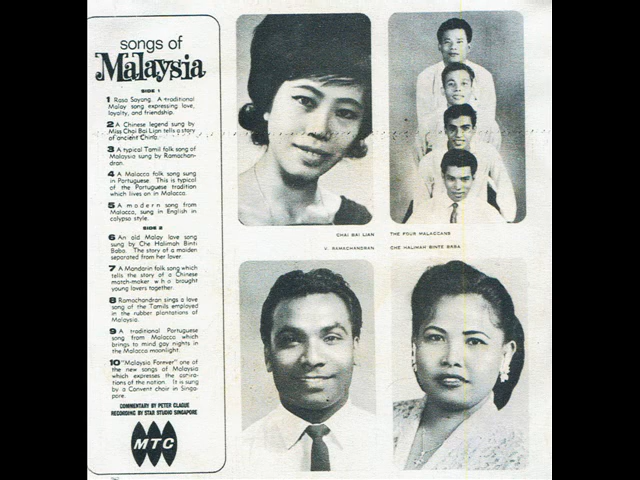 songs of
Malaysia
SIDE 1
1 Rasa Sayang. A traditional
Malay song expressing love,
loyalty, and friendship.
2 A Chinese legend sung by
Miss Chai Bai Lian tells a story
of ancient China.
3 A typical Tamil folk song of
Malaysia sung by Ramachan-
dran.
4 A Malacca folk song sung
in Portuguese. This is typical
of the Portuguese tradition
which lives on in Malacca.
5 A modern song from
Malacca, sung in English in
calypso style.
SIDE 2
6 An old Malay love song
sung by Che Halimah Binti
Baba. The story of a maiden
separated from her lover.
7 A Mandarin folk song which
tells the story of a Chinese
match-maker who brought
young lovers together.
8 Ramachandran sings a love
song of the Tamils employed
in the rubber plantations of
Malaysia.
9 A traditional Portuguese
song from Malacca which
brings to mind gay nights in
the Malacca moonlight.
10 "Malaysia Forever" one of
the new songs of Malaysia
which expresses the
of the nation. It is sung
by a Convent choir in Singa-
pore.
COMMENTARY BY PETER CLAGUE
RECORDING BY STAR STUDIO SINGAPORE
MTC
CHAI BAI LIAN
V. RAMACHANDRAN
THE FOUR MALACCANS
CHE HALIMAH BINTE BABA